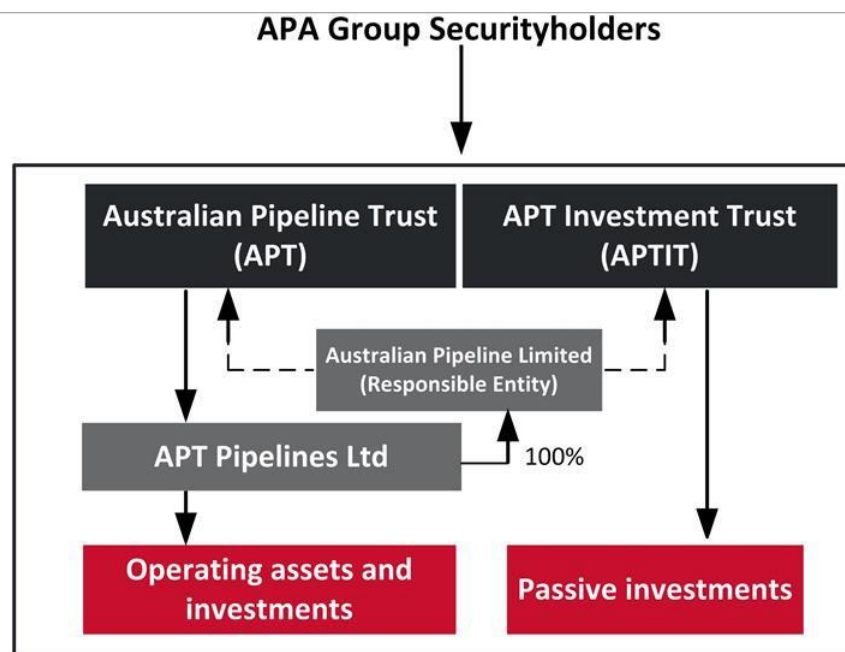 APA Group Securityholders
Australian Pipeline Trust
(APT)
APT Investment Trust
(APTIT)
Australian Pipeline Limited
(Responsible Entity)
APT Pipelines Ltd
100%
Operating assets and
investments
Passive investments